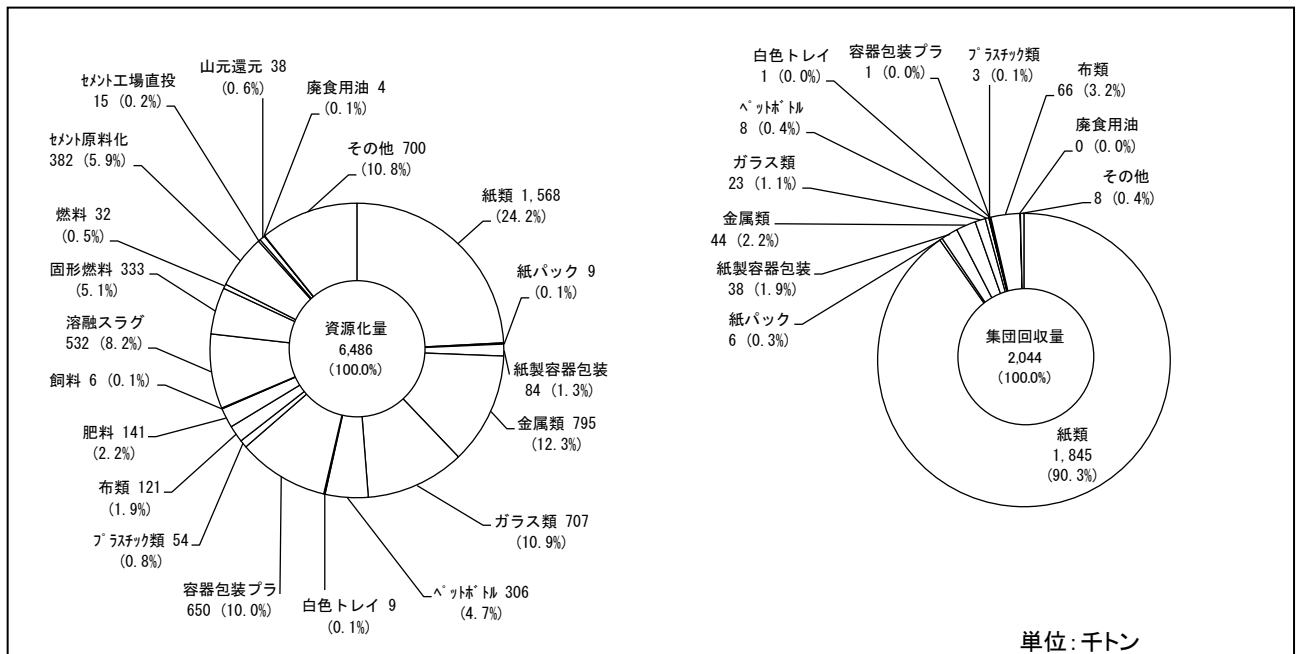 山元還元 38
(0.6%)
ｾﾒﾝﾄ工場直投
15 (0.2%)
廃食用油 4
(0.1%)
ｾﾒﾝﾄ原料化
382 (5.9%)
その他 700
(10.8%)
紙類 1,568
(24.2%)
燃料 32
(0.5%)
固形燃料 333
(5.1%)
紙パック 9
(0.1%)
溶融スラグ
532 (8.2%)
資源化量
6,486
(100.0%)
紙製容器包装
84 (1.3%)
飼料 6 (0.1%)
金属類 795
(12.3%)
肥料 141
(2.2%)
布類 121
(1.9%)
ガラス類 707
(10.9%)
ﾌﾟﾗｽﾁｯｸ類 54
(0.8%)
容器包装プラ
650 (10.0%)
白色トレイ 9
(0.1%)
ﾍﾟｯﾄﾎﾞﾄﾙ 306
(4.7%)
白色トレイ
1 (0.0%)
容器包装プラ
1 (0.0%)
ﾌﾟﾗｽﾁｯｸ類
3 (0.1%)
布類
66 (3.2%)
ﾍﾟｯﾄﾎﾞﾄﾙ
8 (0.4%)
廃食用油
0 (0.0%)
ガラス類
23 (1.1%)
その他
8 (0.4%)
金属類
44 (2.2%)
紙製容器包装
38 (1.9%)
紙パック
6 (0.3%)
集団回収量
2,044
(100.0%)
紙類
1,845
(90.3%)
単位：千トン